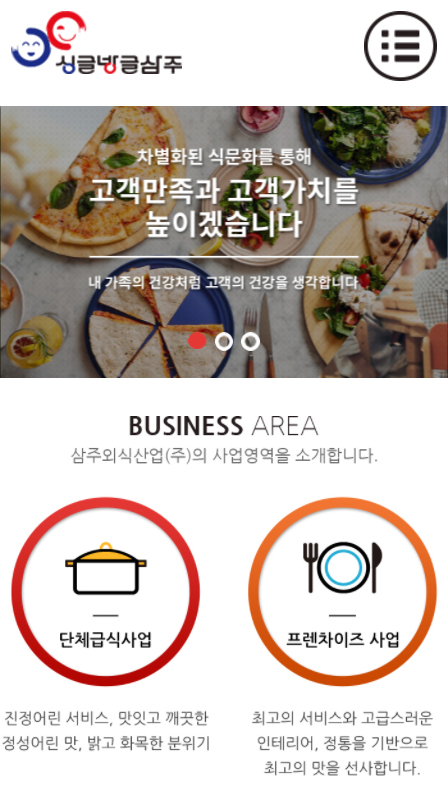 싱글벙글삼주
차별화된 식문화를 통해
고객만족과 고객가치를
높이겠습니다
내 가족의 건강처럼 고객의 건강을 생각합니다
BUSINESS AREA
삼주외식산업(주)의 사업영역을 소개합니다.
단체급식사업
프렌차이즈 사업
진정어린 서비스, 맛잇고 깨끗한
정성어린 맛, 밝고 화목한 분위기
최고의 서비스와 고급스러운
인테리어, 정통을 기반으로
최고의 맛을 선사합니다.